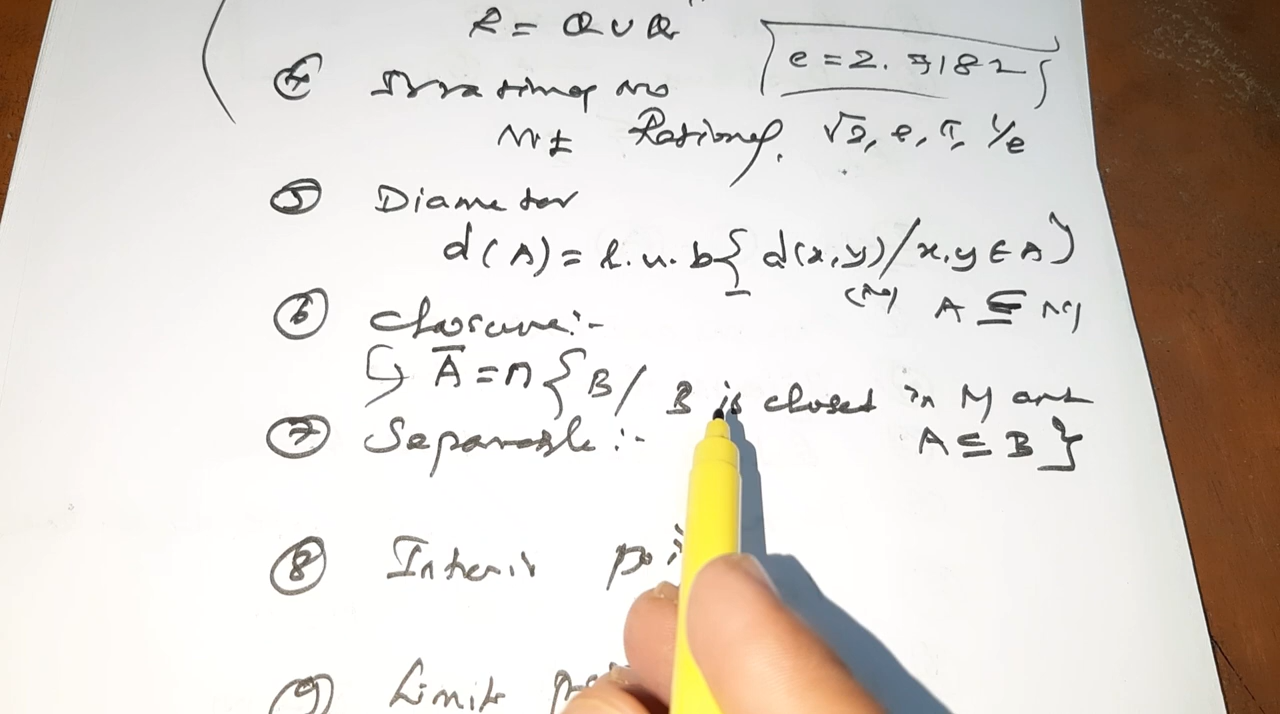 R = Q ∪ Q
e = 2.7182
④ Irrational no
not Rational. √2, e, π, 1/e
⑤ Diameter
d(A) = l.u.b { d(x,y) / x,y ∈ A }
(M) A ⊆ M
⑥ Closure:-
Ā = ∩ { B / B is closed in M and
A ⊆ B }
⑦ Separable:-
⑧ Interior
⑨ Limit